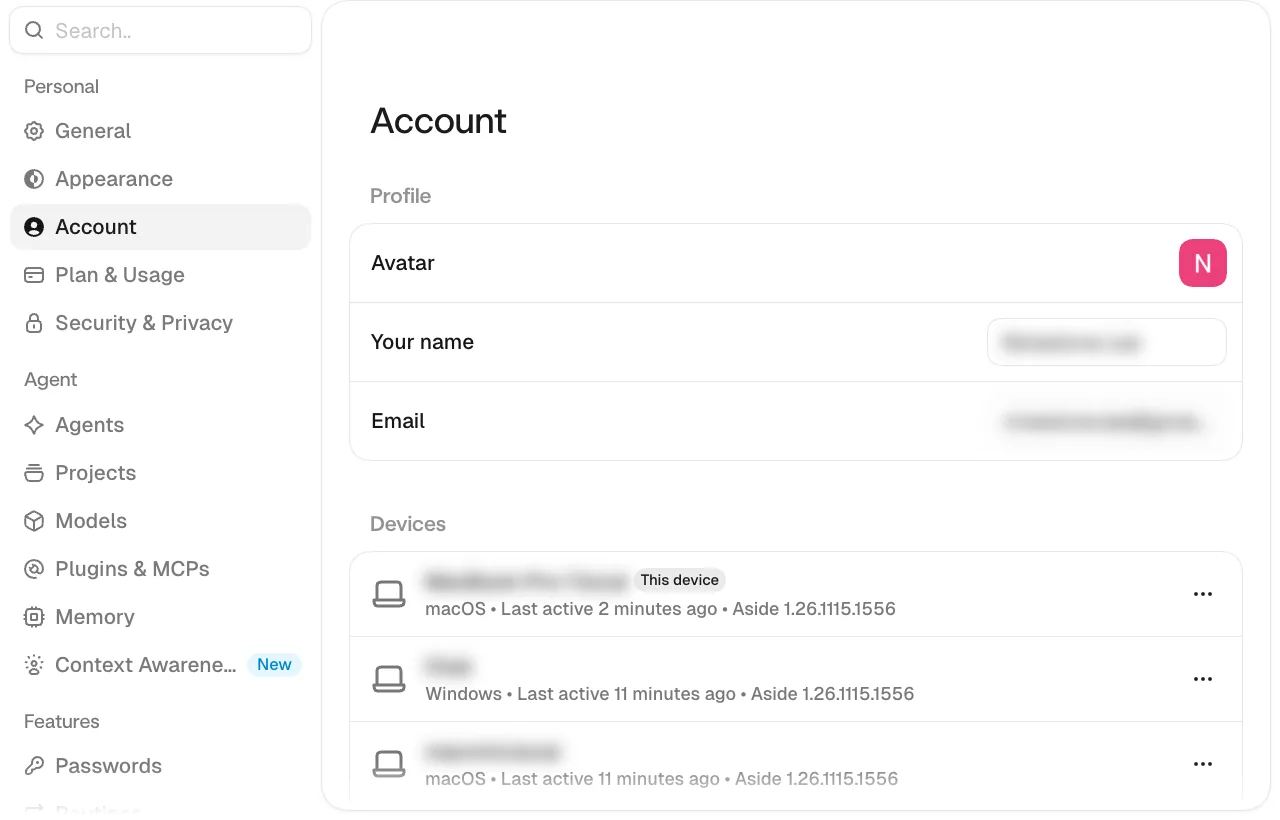 Search..
Personal
General
Appearance
Account
Plan & Usage
Security & Privacy
Agent
Agents
Projects
Models
Plugins & MCPs
Memory
Context Awarene... New
Features
Passwords
Account
Profile
Avatar
N
Your name
Email
Devices
This device
macOS • Last active 2 minutes ago • Aside 1.26.1115.1556
Windows • Last active 11 minutes ago • Aside 1.26.1115.1556
macOS • Last active 11 minutes ago • Aside 1.26.1115.1556